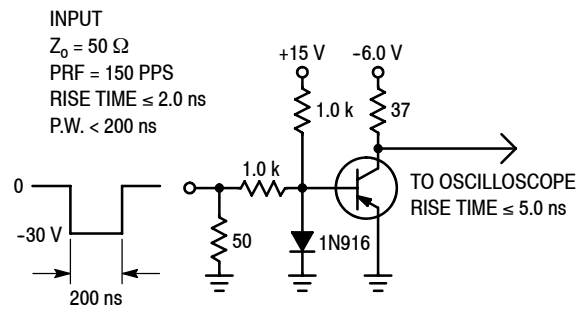 INPUT
Zo = 50 Ω
PRF = 150 PPS
RISE TIME ≤ 2.0 ns
P.W. < 200 ns
+15 V
-6.0 V
1.0 k
37
1.0 k
0
TO OSCILLOSCOPE
RISE TIME ≤ 5.0 ns
-30 V
50
1N916
200 ns